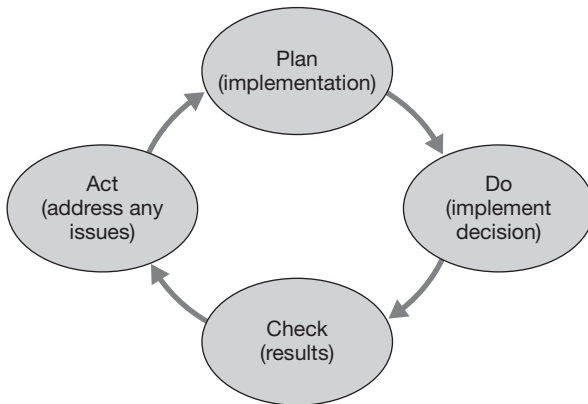 Plan
(implementation)
Do
(implement
decision)
Check
(results)
Act
(address any
issues)